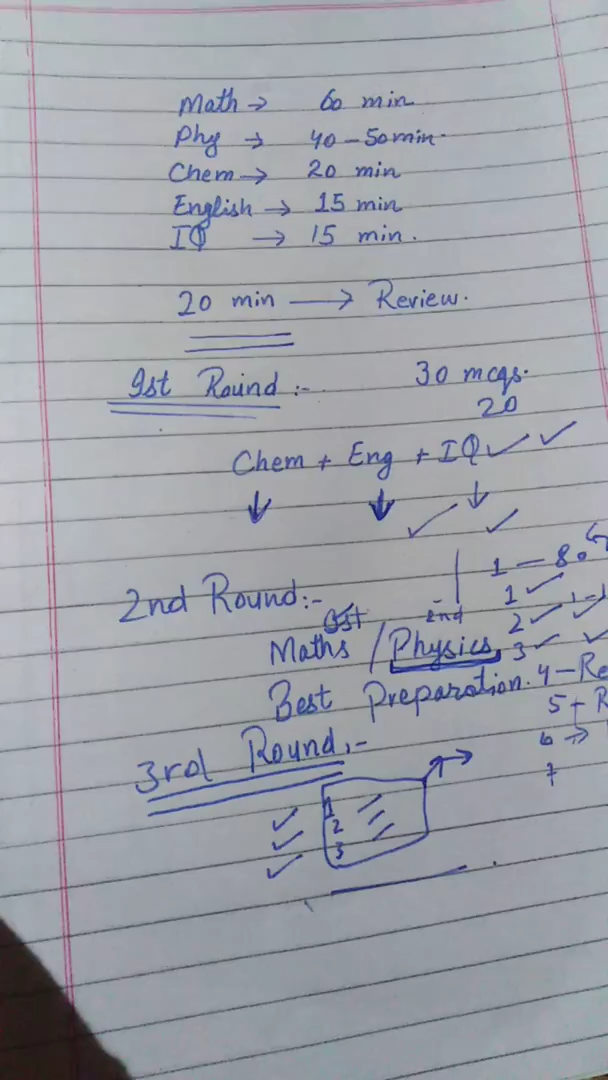 Math → 60 min
Phy → 40-50 min.
Chem → 20 min
English → 15 min
IQ → 15 min.
20 min → Review.
1st Round :-
30 mcqs.
20
Chem + Eng + IQ ✓ ✓
↓ ↓ ↓
✓ ✓
2nd Round:-
1st 2nd
Maths / Physics
Best Preparation.
1 - 8.
1 ✓
2 ✓
3 ✓ ✓
4 - Re
5 + R
6 →
7
3rd Round :-
✓ 1
✓ 2
✓ 3